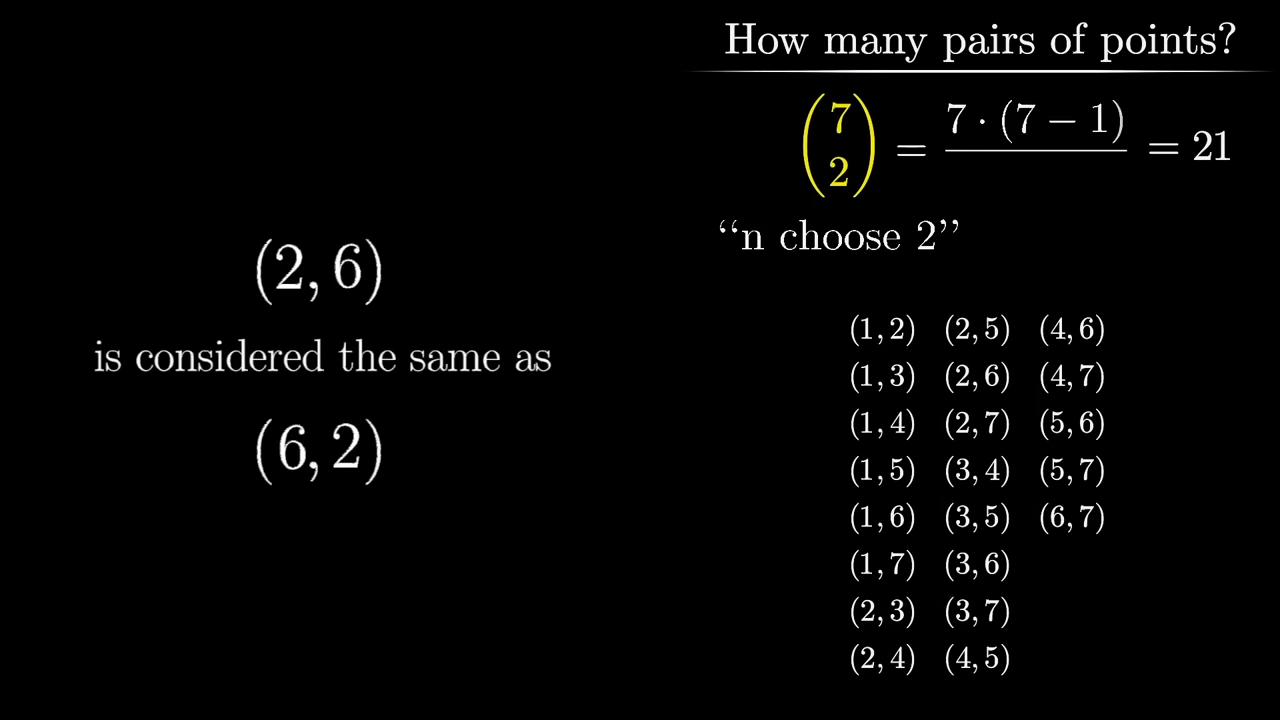 How many pairs of points?
(7 2) = 7 · (7 − 1) / = 21
“n choose 2”
(2, 6)
is considered the same as
(6, 2)
(1, 2) (2, 5) (4, 6)
(1, 3) (2, 6) (4, 7)
(1, 4) (2, 7) (5, 6)
(1, 5) (3, 4) (5, 7)
(1, 6) (3, 5) (6, 7)
(1, 7) (3, 6)
(2, 3) (3, 7)
(2, 4) (4, 5)